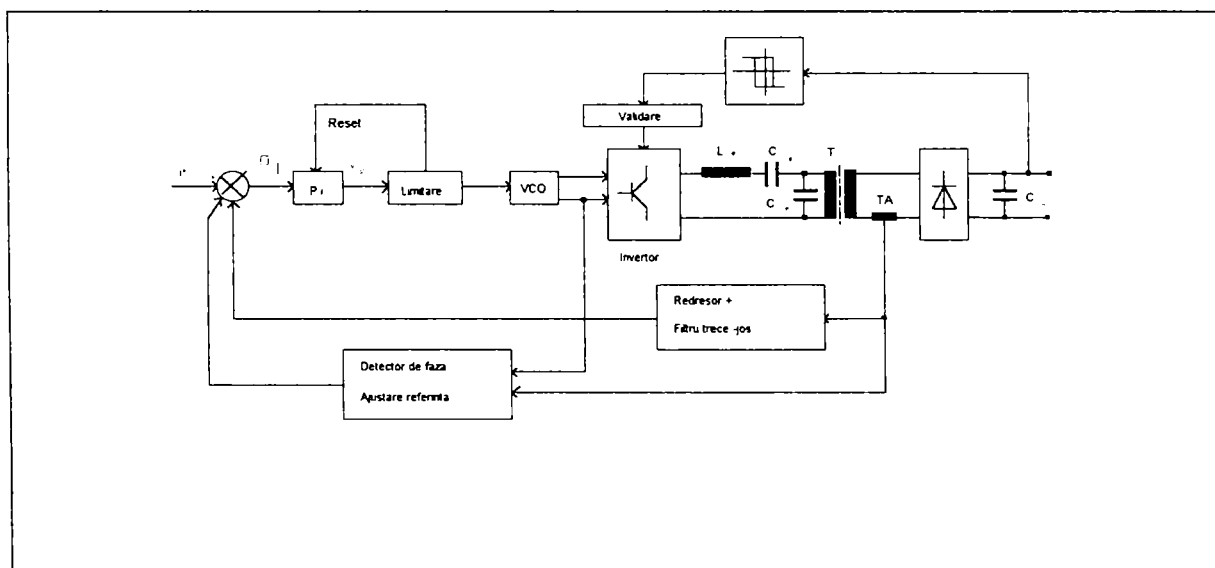 Reset
Validare
P I
Limitare
VCO
L
C
T
C
TA
C
Invertor
Redresor +
Filtru trece -jos
Detector de faza
Ajustare referinta